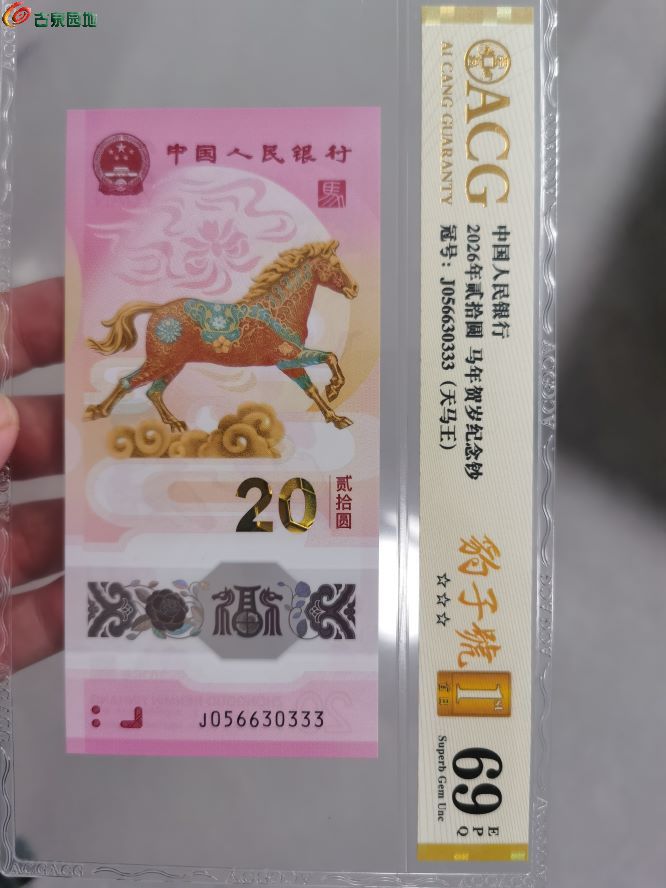 古泉园地
中国人民银行
馬
20
贰拾圆
J056630333
ACG
AI CANG GUARANTY
中国人民银行
2026年贰拾圆 马年贺岁纪念钞
冠号：J056630333（天马王）
豹子號
☆☆☆
1ST
69
EPQ
Superb Gem Unc